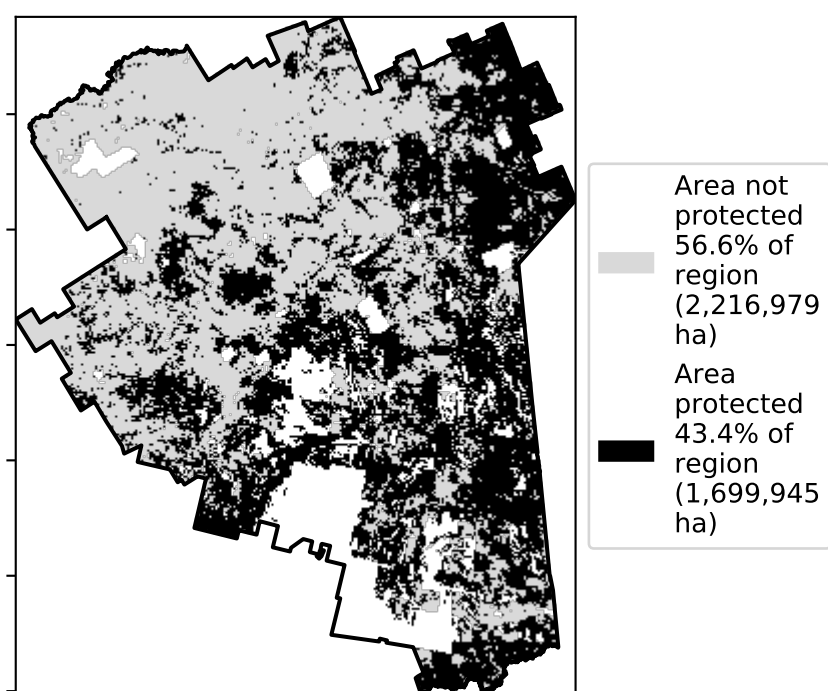 Area not
protected
56.6% of
region
(2,216,979
ha)
Area
protected
43.4% of
region
(1,699,945
ha)